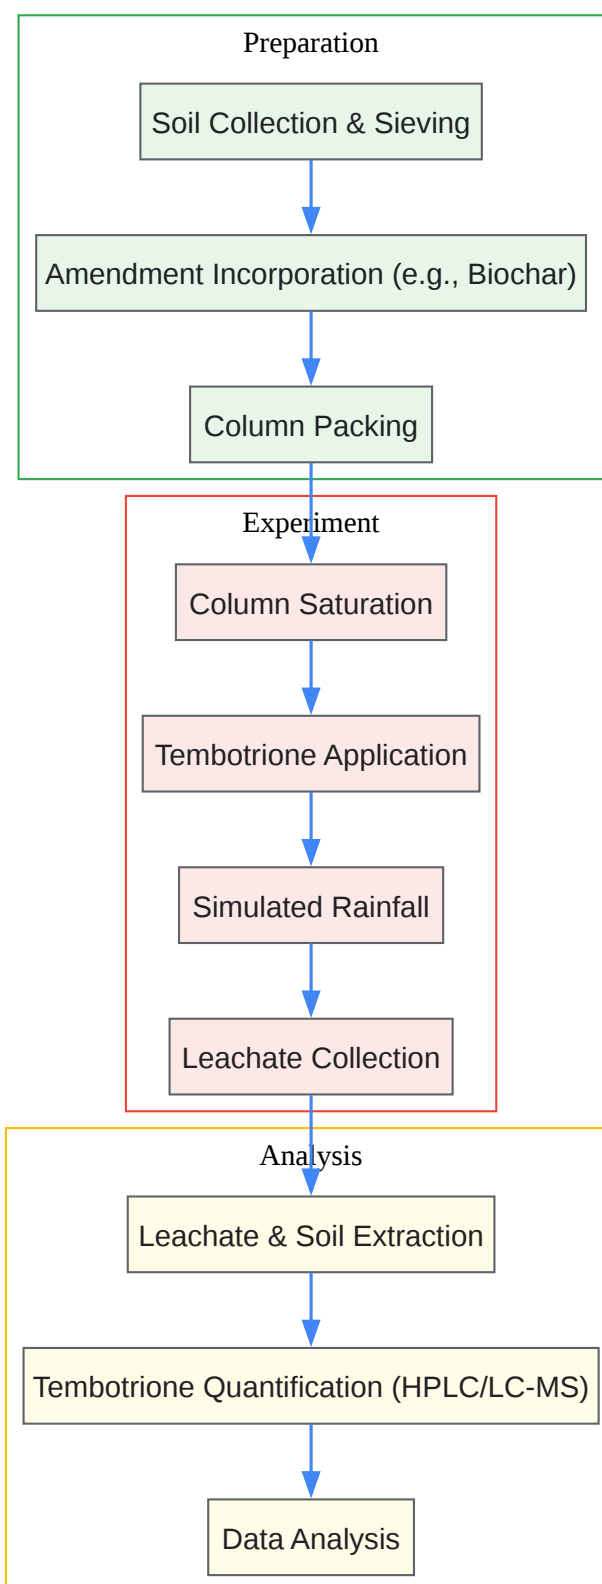 Preparation
Soil Collection & Sieving
Amendment Incorporation (e.g., Biochar)
Column Packing
Experiment
Column Saturation
Tembotrione Application
Simulated Rainfall
Leachate Collection
Analysis
Leachate & Soil Extraction
Tembotrione Quantification (HPLC/LC-MS)
Data Analysis